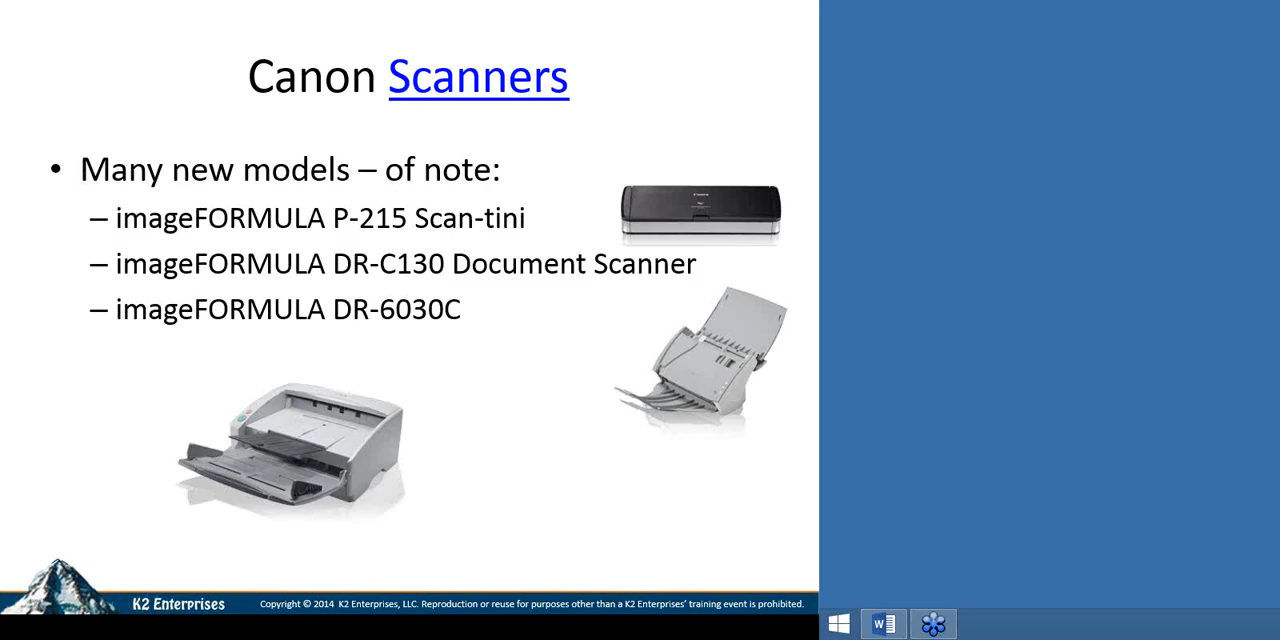 Canon Scanners
• Many new models – of note:
– imageFORMULA P-215 Scan-tini
– imageFORMULA DR-C130 Document Scanner
– imageFORMULA DR-6030C
K2 Enterprises
Copyright © 2014 K2 Enterprises, LLC. Reproduction or reuse for purposes other than a K2 Enterprises' training event is prohibited.